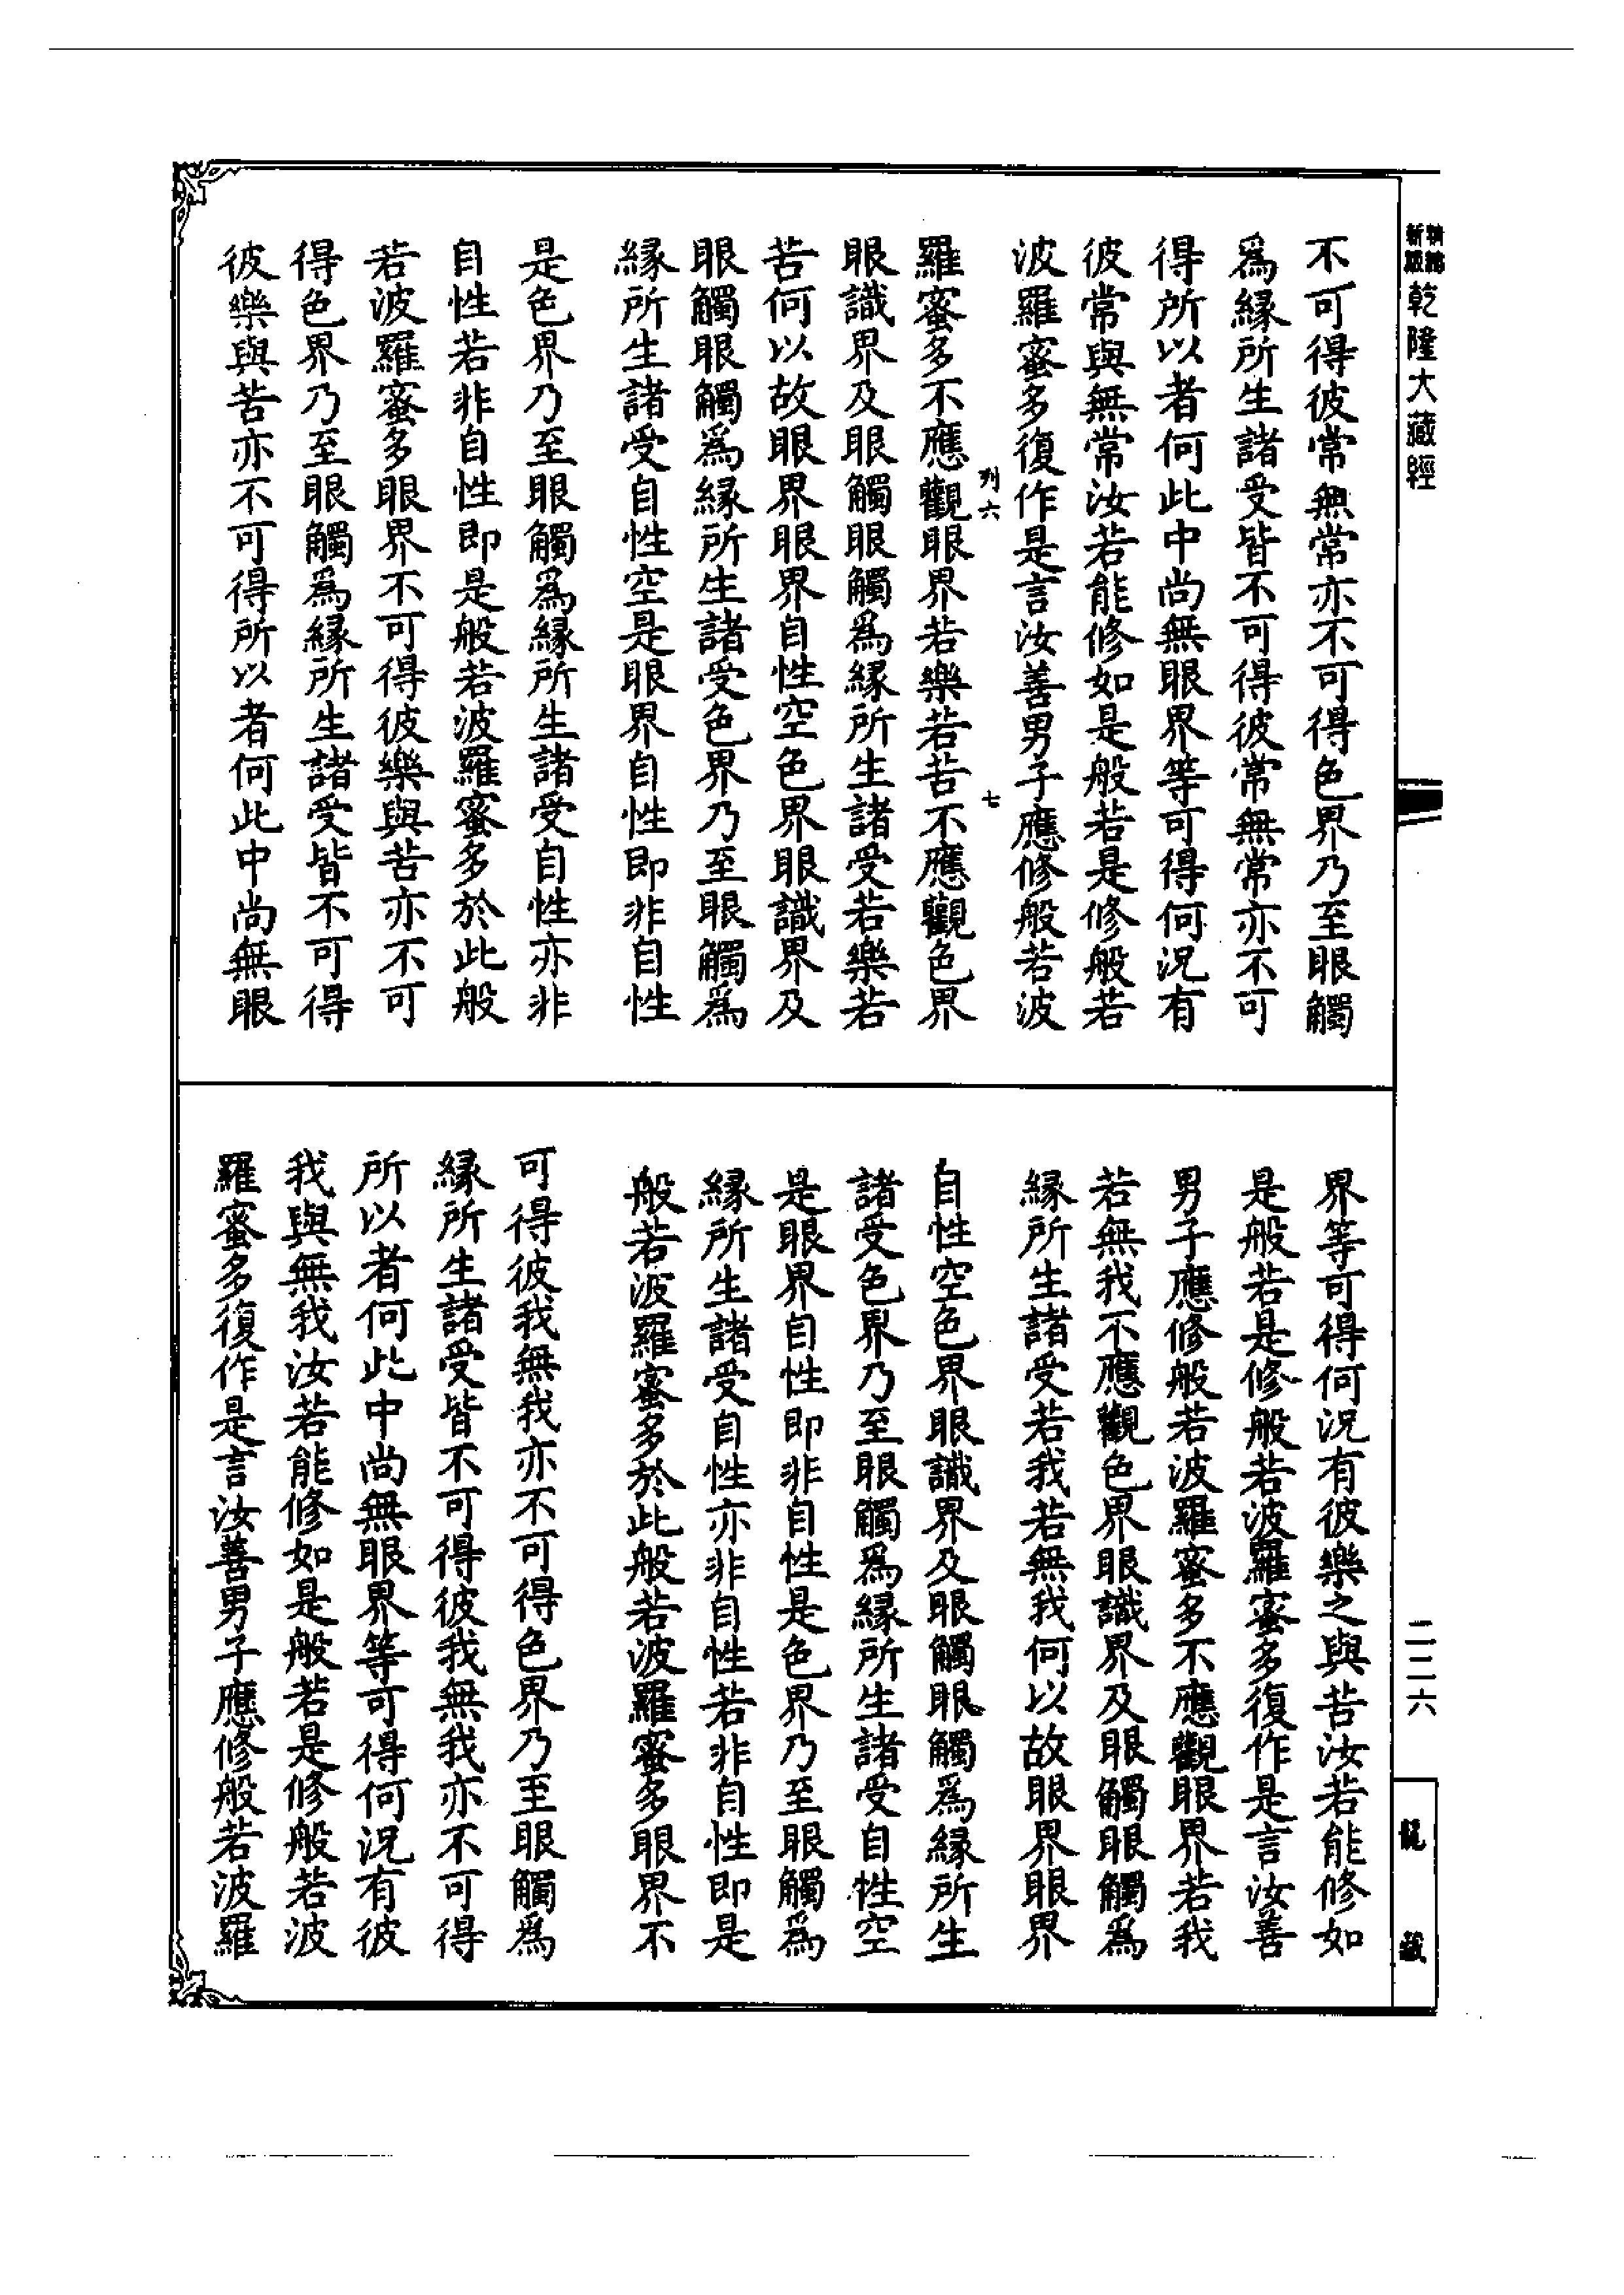 新版
精縮
乾隆大藏經
不可得彼常無常亦不可得色界乃至眼觸
爲緣所生諸受皆不可得彼常無常亦不可
得所以者何此中尚無眼界等可得何況有
彼常與無常汝若能修如是般若是修般若
波羅蜜多復作是言汝善男子應修般若波
列六
七
羅蜜多不應觀眼界若樂若苦不應觀色界
眼識界及眼觸眼觸爲緣所生諸受若樂若
苦何以故眼界眼界自性空色界眼識界及
眼觸眼觸爲緣所生諸受色界乃至眼觸爲
緣所生諸受自性空是眼界自性即非自性
是色界乃至眼觸爲緣所生諸受自性亦非
自性若非自性即是般若波羅蜜多於此般
若波羅蜜多眼界不可得彼樂與苦亦不可
得色界乃至眼觸爲緣所生諸受皆不可得
彼樂與苦亦不可得所以者何此中尚無眼
界等可得何況有彼樂之與苦汝若能修如
是般若是修般若波羅蜜多復作是言汝善
男子應修般若波羅蜜多不應觀眼界若我
若無我不應觀色界眼識界及眼觸眼觸爲
緣所生諸受若我若無我何以故眼界眼界
自性空色界眼識界及眼觸眼觸爲緣所生
諸受色界乃至眼觸爲緣所生諸受自性空
是眼界自性即非自性是色界乃至眼觸爲
緣所生諸受自性亦非自性若非自性即是
般若波羅蜜多於此般若波羅蜜多眼界不
可得彼我無我亦不可得色界乃至眼觸爲
緣所生諸受皆不可得彼我無我亦不可得
所以者何此中尚無眼界等可得何況有彼
我與無我汝若能修如是般若是修般若波
羅蜜多復作是言汝善男子應修般若波羅
二二六
龍藏